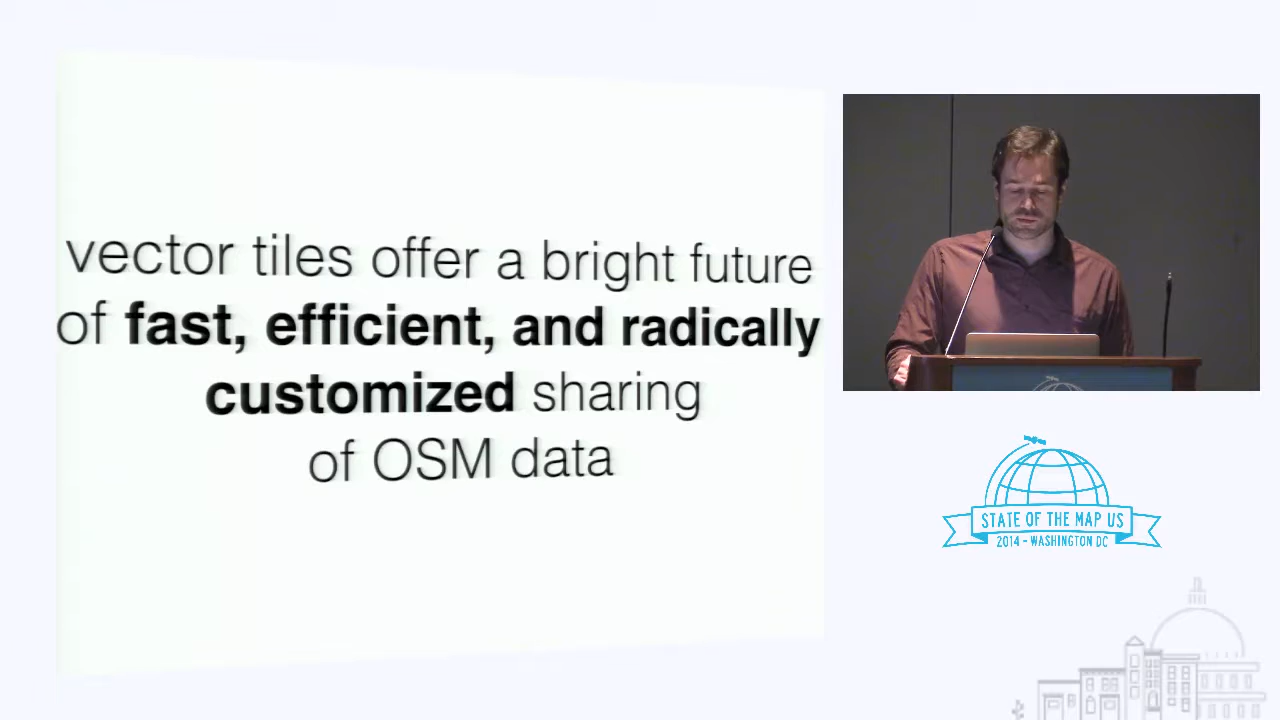 vector tiles offer a bright future
of fast, efficient, and radically
customized sharing
of OSM data
STATE OF THE MAP US
2014 - WASHINGTON DC